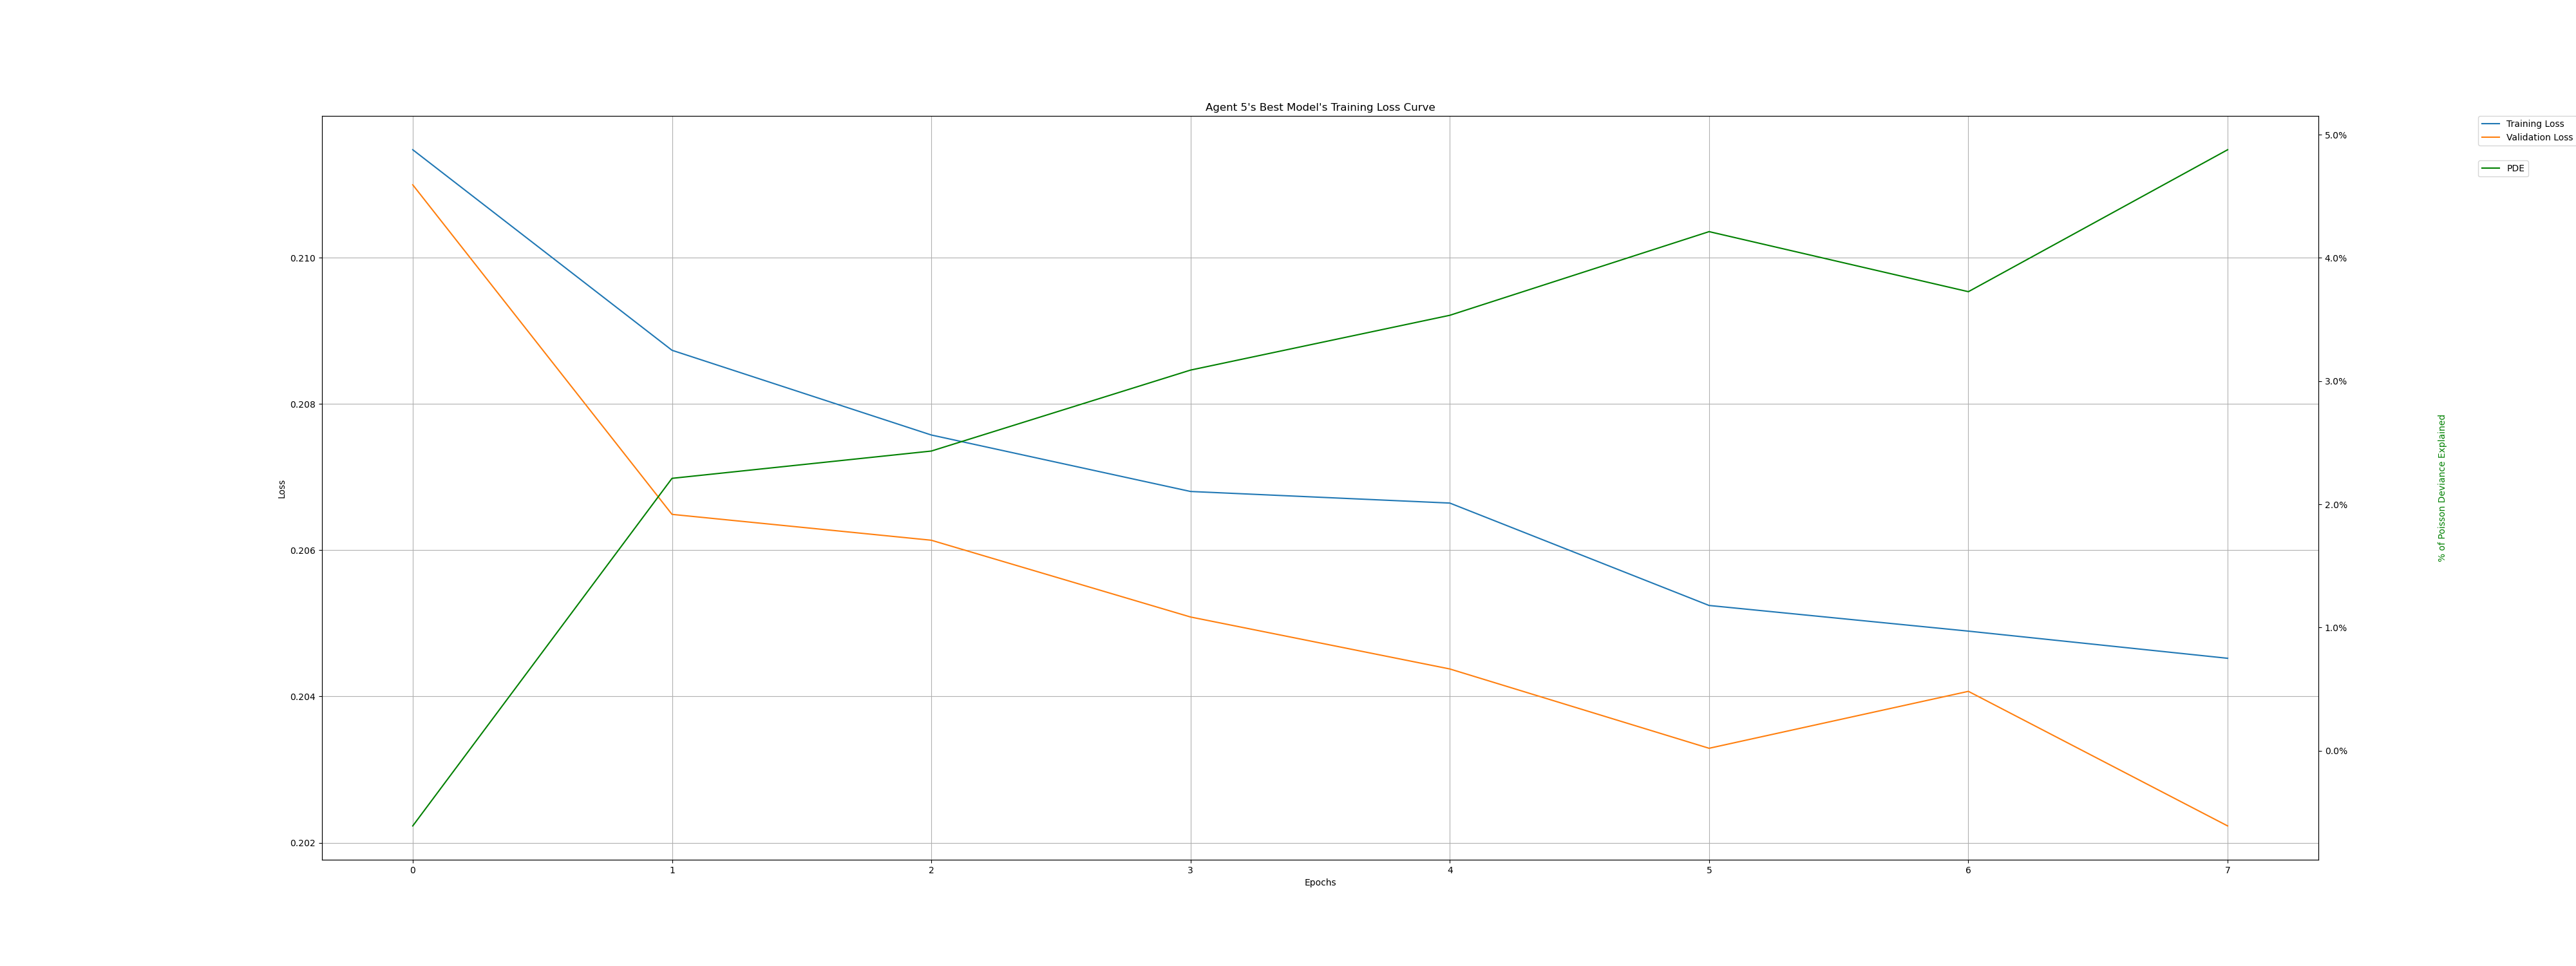 Agent 5's Best Model's Training Loss Curve
Training Loss
Validation Loss
PDE
0.210
0.208
0.206
0.204
0.202
Loss
5.0%
4.0%
3.0%
2.0%
1.0%
0.0%
% of Poisson Deviance Explained
0 1 2 3 4 5 6 7
Epochs